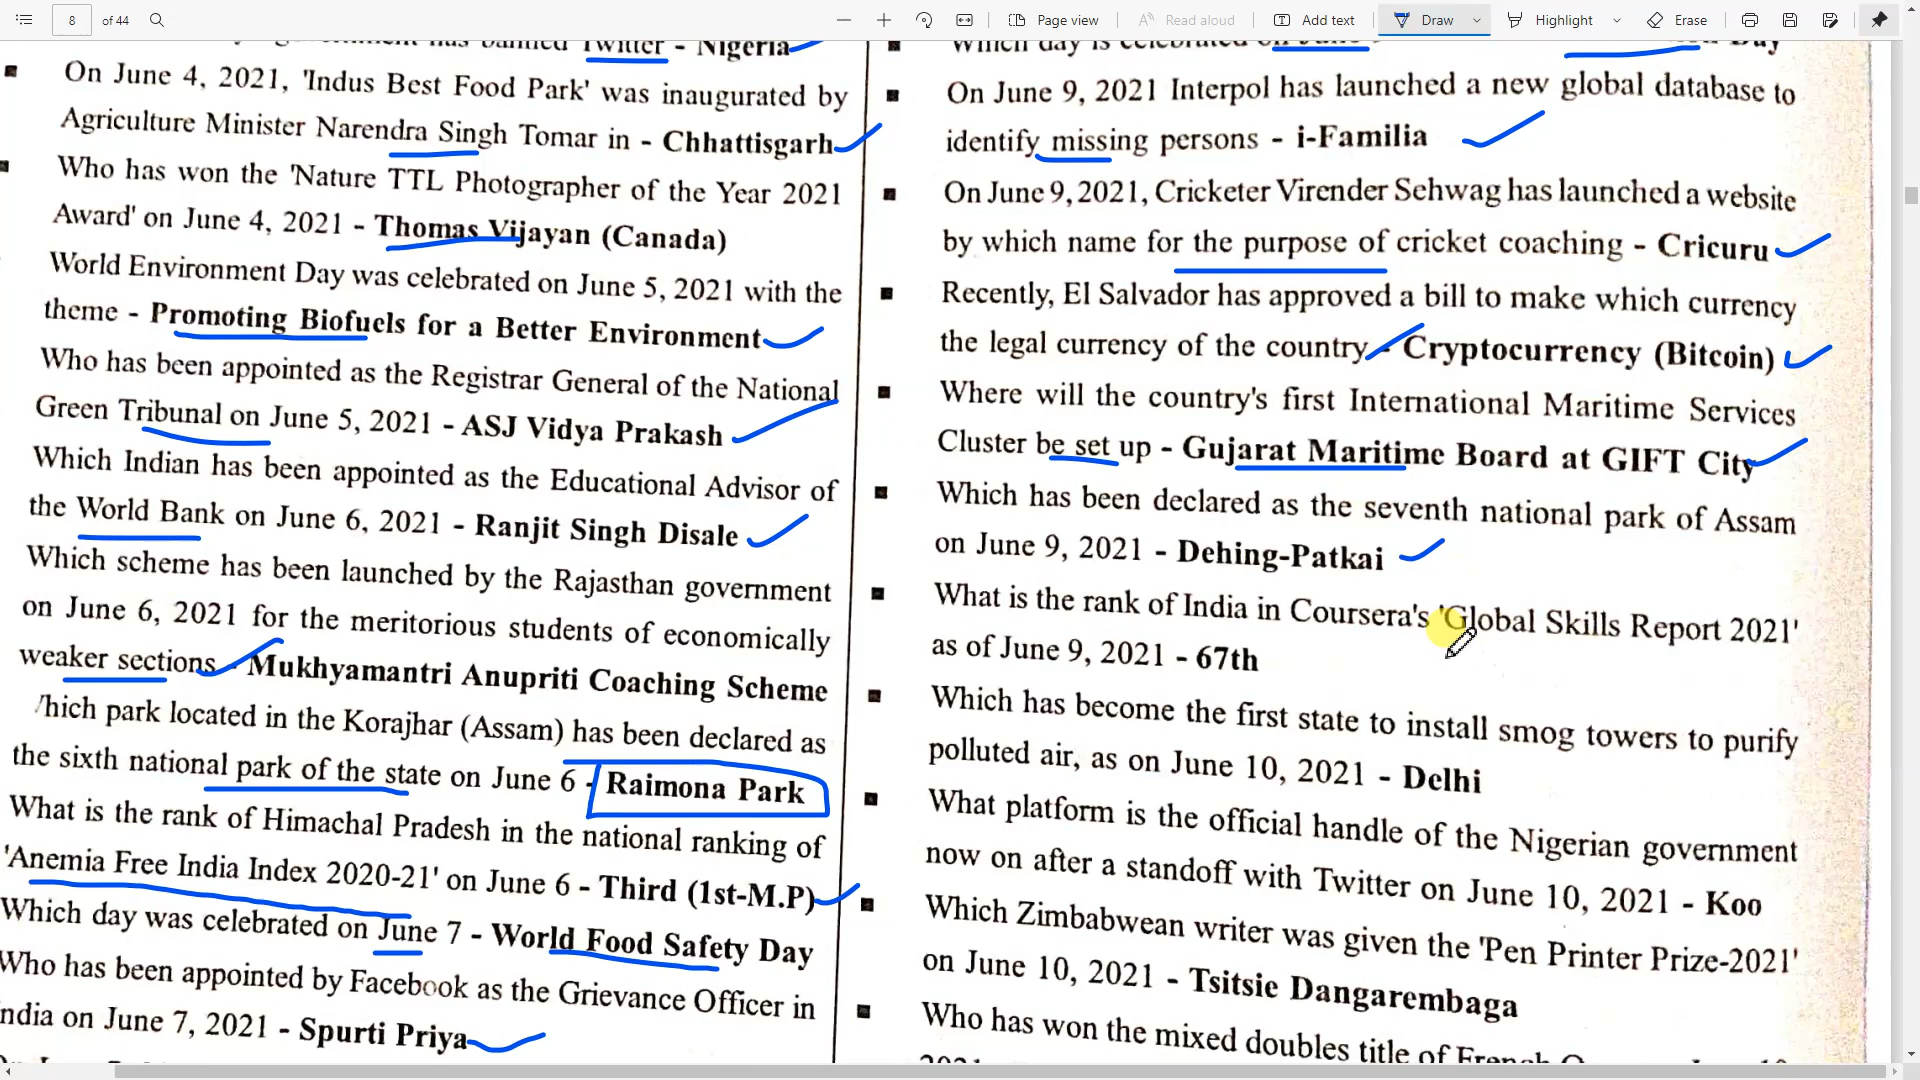 8
of 44
Page view
Read aloud
Add text
Draw
Highlight
Erase
banned Twitter - Nigeria
On June 4, 2021, 'Indus Best Food Park' was inaugurated by
Agriculture Minister Narendra Singh Tomar in - Chhattisgarh
Who has won the 'Nature TTL Photographer of the Year 2021
Award' on June 4, 2021 - Thomas Vijayan (Canada)
World Environment Day was celebrated on June 5, 2021 with the
theme - Promoting Biofuels for a Better Environment
Who has been appointed as the Registrar General of the National
Green Tribunal on June 5, 2021 - ASJ Vidya Prakash
Which Indian has been appointed as the Educational Advisor of
the World Bank on June 6, 2021 - Ranjit Singh Disale
Which scheme has been launched by the Rajasthan government
on June 6, 2021 for the meritorious students of economically
weaker sections - Mukhyamantri Anupriti Coaching Scheme
hich park located in the Korajhar (Assam) has been declared as
the sixth national park of the state on June 6 - Raimona Park
What is the rank of Himachal Pradesh in the national ranking of
'Anemia Free India Index 2020-21' on June 6 - Third (1st-M.P)
Which day was celebrated on June 7 - World Food Safety Day
Who has been appointed by Facebook as the Grievance Officer in
ndia on June 7, 2021 - Spurti Priya
Which day is celebrated on Day
On June 9, 2021 Interpol has launched a new global database to
identify missing persons - i-Familia
On June 9, 2021, Cricketer Virender Sehwag has launched a website
by which name for the purpose of cricket coaching - Cricuru
Recently, El Salvador has approved a bill to make which currency
the legal currency of the country - Cryptocurrency (Bitcoin)
Where will the country's first International Maritime Services
Cluster be set up - Gujarat Maritime Board at GIFT City
Which has been declared as the seventh national park of Assam
on June 9, 2021 - Dehing-Patkai
What is the rank of India in Coursera's 'Global Skills Report 2021'
as of June 9, 2021 - 67th
Which has become the first state to install smog towers to purify
polluted air, as on June 10, 2021 - Delhi
What platform is the official handle of the Nigerian government
now on after a standoff with Twitter on June 10, 2021 - Koo
Which Zimbabwean writer was given the 'Pen Printer Prize-2021'
on June 10, 2021 - Tsitsie Dangarembaga
Who has won the mixed doubles title of French